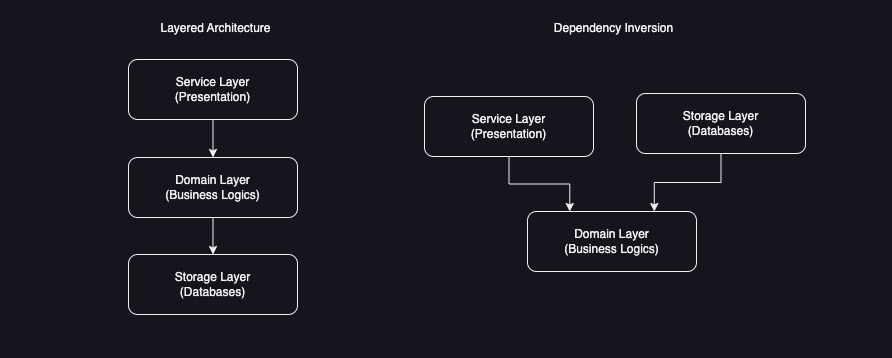 Layered Architecture
Service Layer
(Presentation)
Domain Layer
(Business Logics)
Storage Layer
(Databases)
Dependency Inversion
Service Layer
(Presentation)
Storage Layer
(Databases)
Domain Layer
(Business Logics)